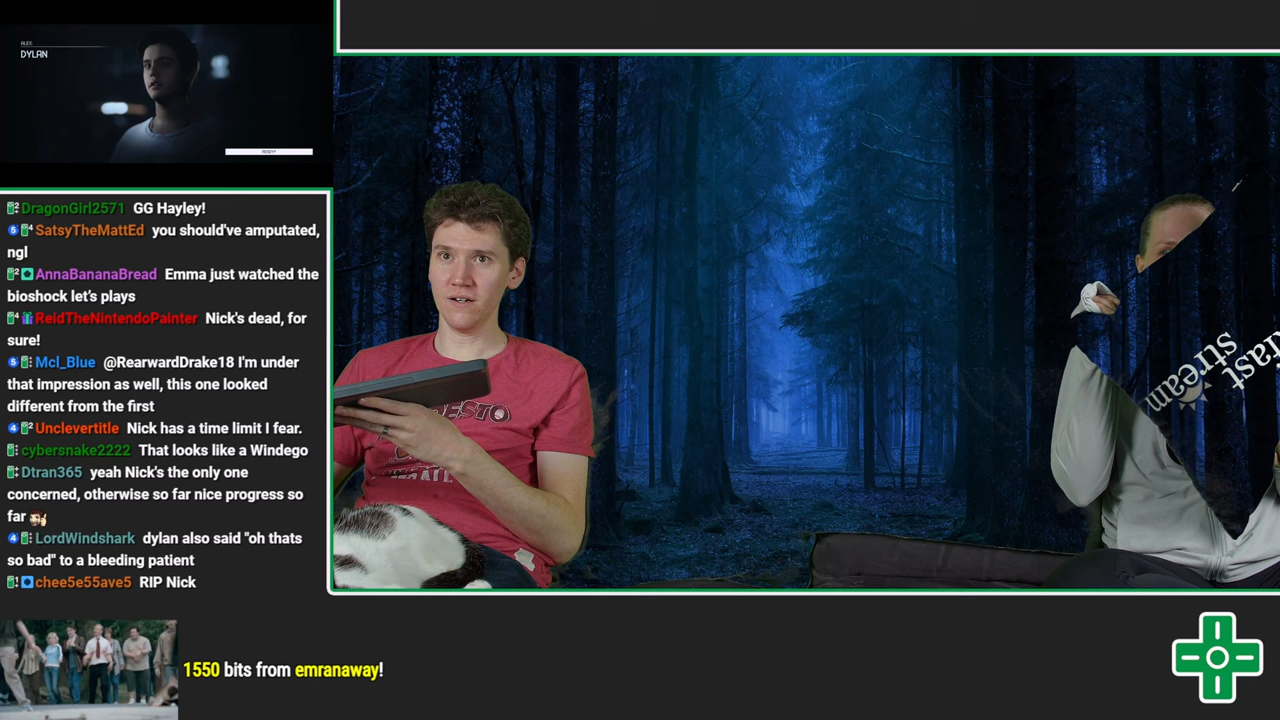 ALEX:
DYLAN
READY?
DragonGirl2571 GG Hayley!
SatsyTheMattEd you should've amputated,
ngl
AnnaBananaBread Emma just watched the
bioshock let's plays
ReidTheNintendoPainter Nick's dead, for
sure!
Mcl_Blue @RearwardDrake18 I'm under
that impression as well, this one looked
different from the first
Unclevertitle Nick has a time limit I fear.
cybersnake2222 That looks like a Windego
Dtran365 yeah Nick's the only one
concerned, otherwise so far nice progress so
far
LordWindshark dylan also said "oh thats
so bad" to a bleeding patient
chee5e55ave5 RIP Nick
last
stream
1550 bits from emranaway!